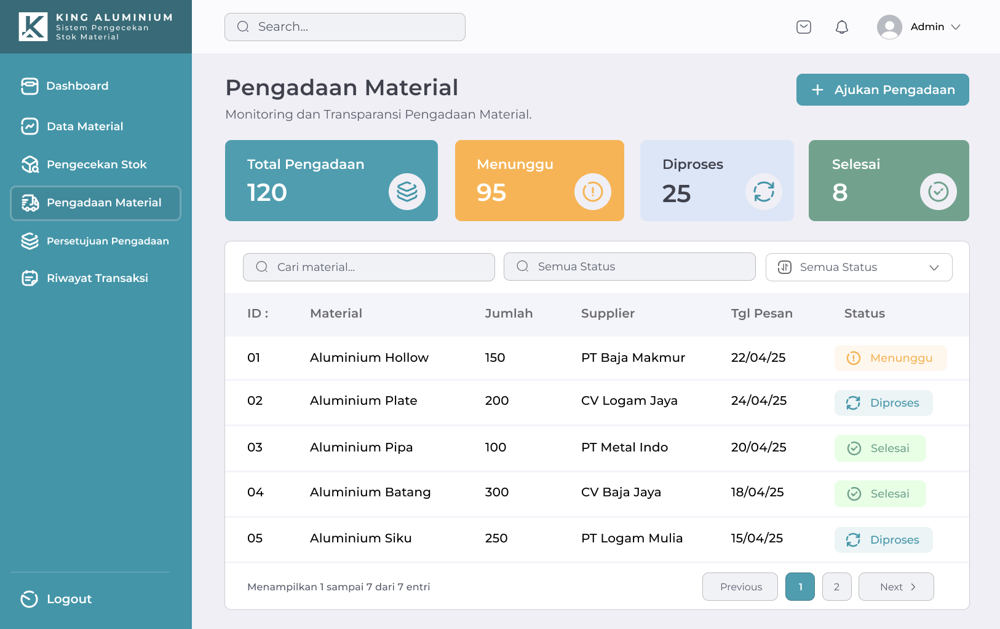 KING ALUMINIUM
Sistem Pengecekan
Stok Material
Search...
Admin
Dashboard
Data Material
Pengecekan Stok
Pengadaan Material
Persetujuan Pengadaan
Riwayat Transaksi
Logout
Pengadaan Material
Monitoring dan Transparansi Pengadaan Material.
+ Ajukan Pengadaan
Total Pengadaan
120
Menunggu
95
Diproses
25
Selesai
8
Cari material...
Semua Status
Semua Status
ID : Material Jumlah Supplier Tgl Pesan Status
01 Aluminium Hollow 150 PT Baja Makmur 22/04/25 Menunggu
02 Aluminium Plate 200 CV Logam Jaya 24/04/25 Diproses
03 Aluminium Pipa 100 PT Metal Indo 20/04/25 Selesai
04 Aluminium Batang 300 CV Baja Jaya 18/04/25 Selesai
05 Aluminium Siku 250 PT Logam Mulia 15/04/25 Diproses
Menampilkan 1 sampai 7 dari 7 entri
Previous 1 2 Next